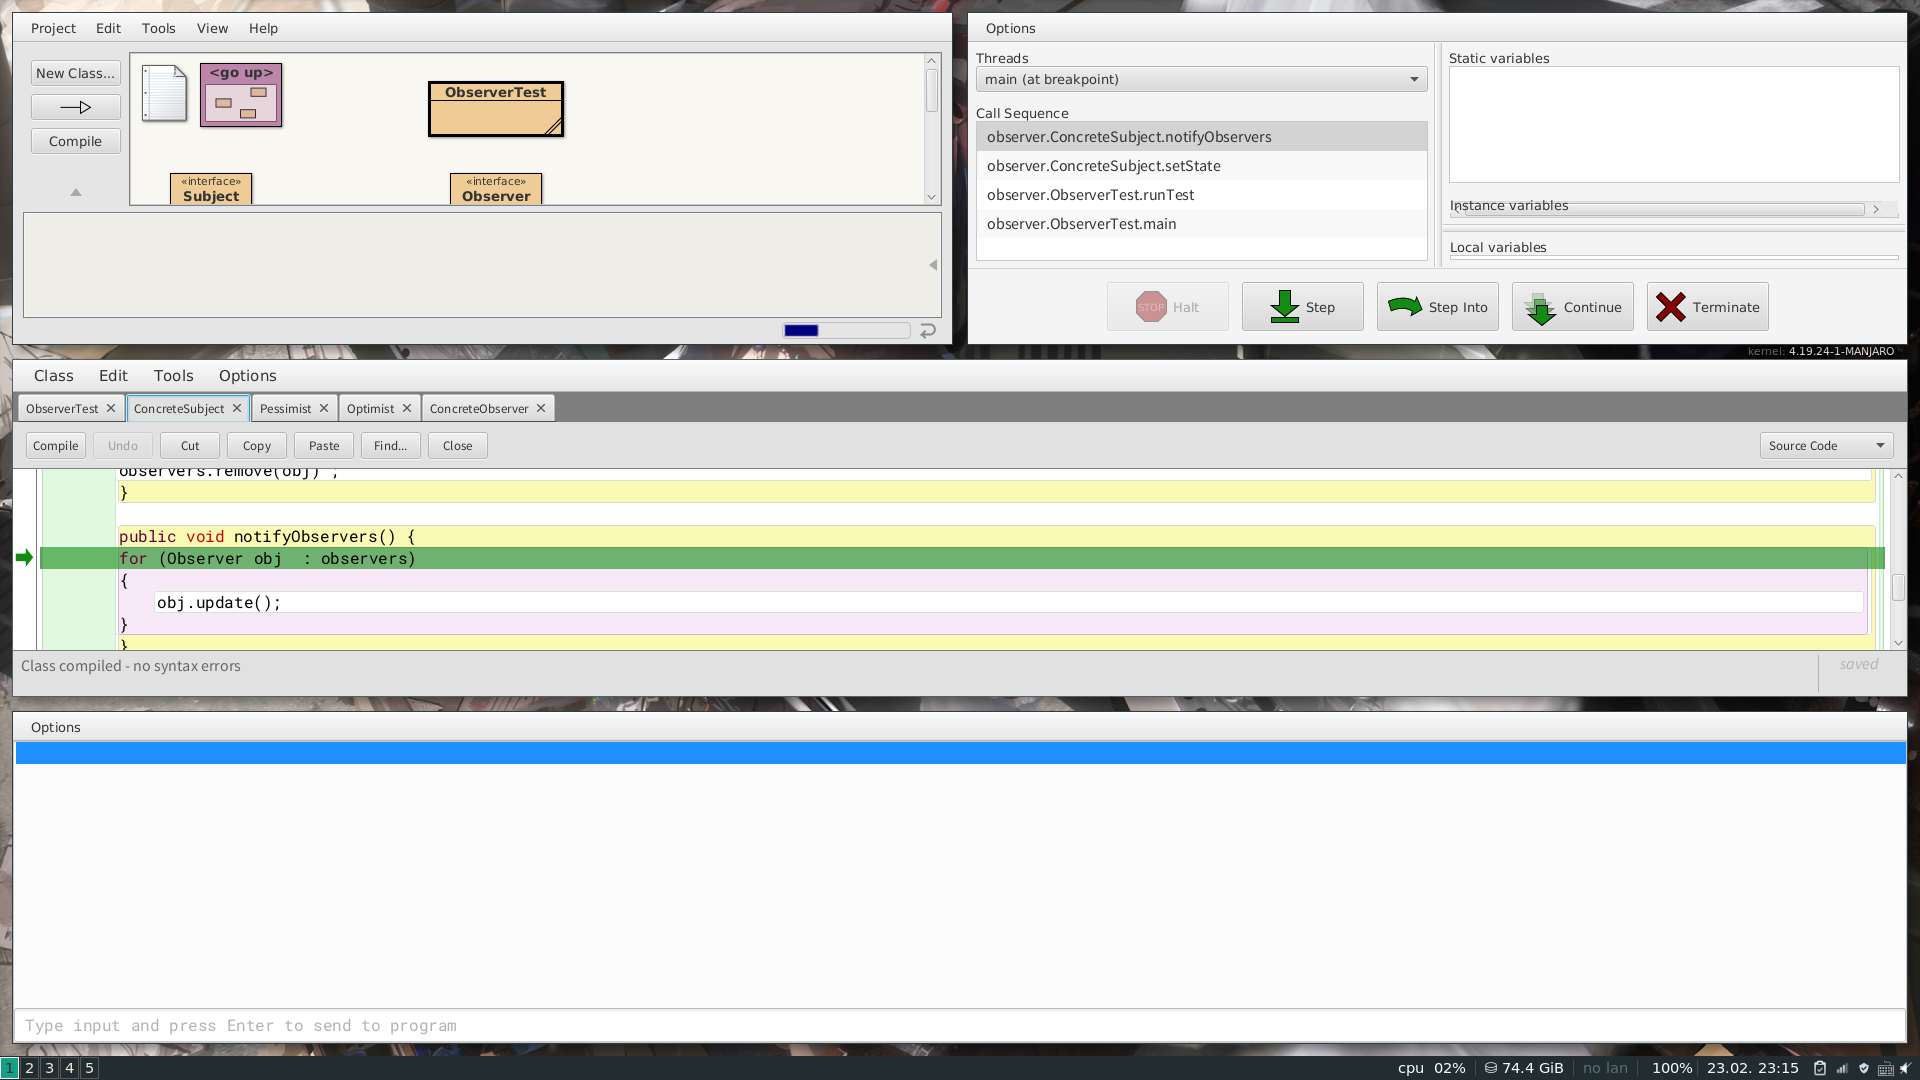 Project Edit Tools View Help
New Class...
Compile
<go up>
ObserverTest
«interface»
Subject
«interface»
Observer
Options
Threads
main (at breakpoint)
Call Sequence
observer.ConcreteSubject.notifyObservers
observer.ConcreteSubject.setState
observer.ObserverTest.runTest
observer.ObserverTest.main
Static variables
Instance variables
Local variables
STOP Halt
Step
Step Into
Continue
Terminate
kernel: 4.19.24-1-MANJARO
Class Edit Tools Options
ObserverTest ConcreteSubject Pessimist Optimist ConcreteObserver
Compile Undo Cut Copy Paste Find... Close Source Code
observers.remove(obj) ;
}
public void notifyObservers() {
for (Observer obj  : observers)
{
obj.update();
}
}
Class compiled - no syntax errors
saved
Options
Type input and press Enter to send to program
1 2 3 4 5
cpu 02% 74.4 GiB no lan 100% 23.02. 23:15